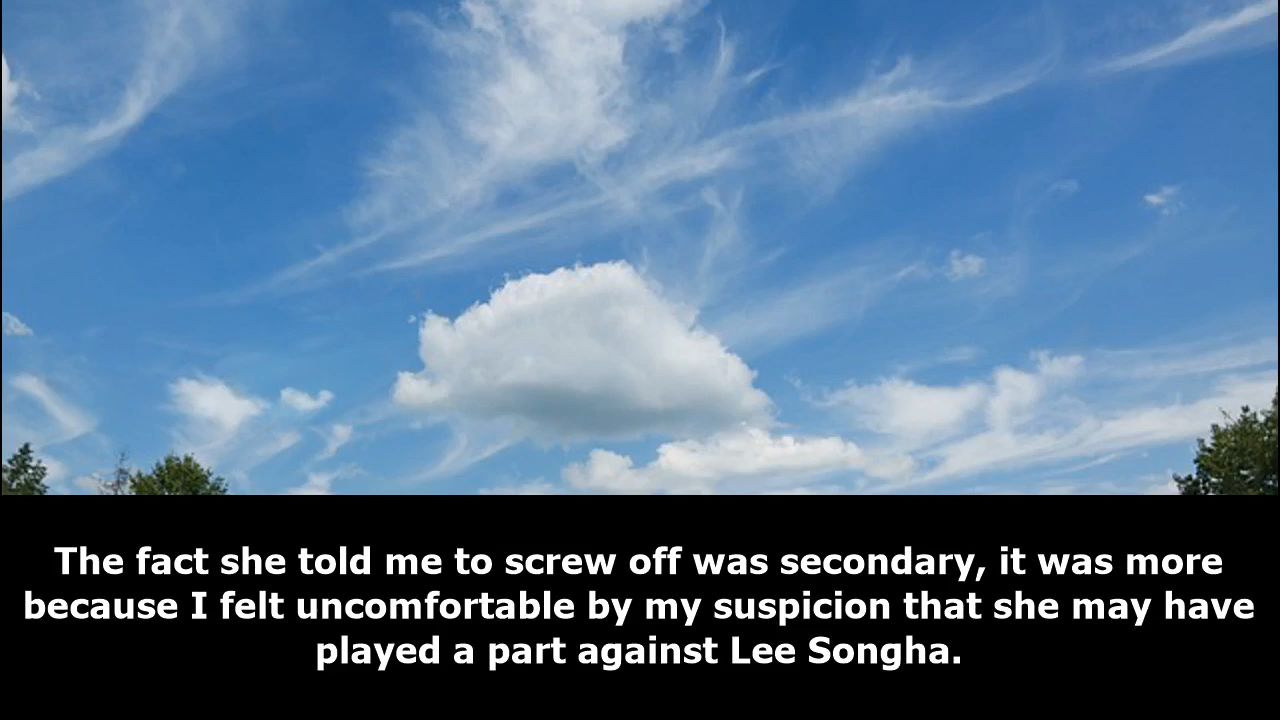 The fact she told me to screw off was secondary, it was more
because I felt uncomfortable by my suspicion that she may have
played a part against Lee Songha.